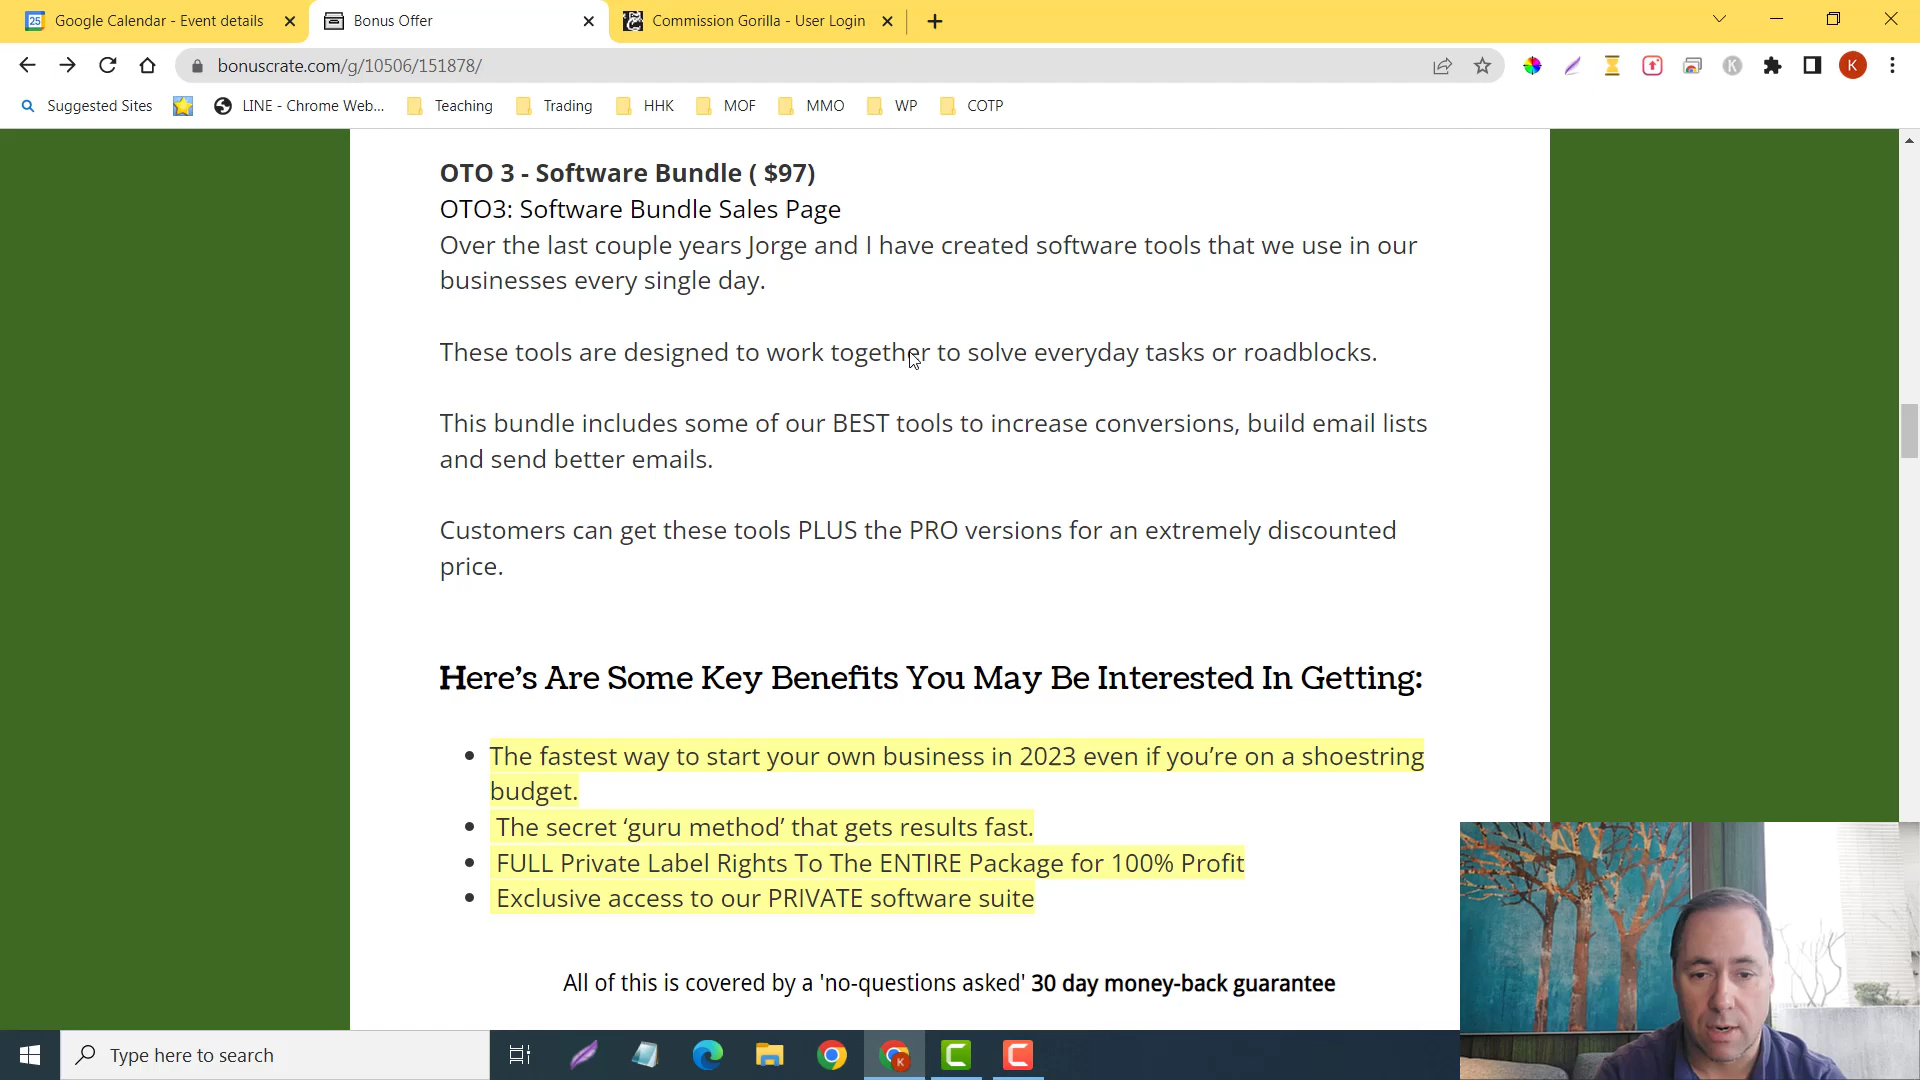 Google Calendar - Event details
Bonus Offer
Commission Gorilla - User Login
bonuscrate.com/g/10506/151878/
K
K
Suggested Sites
LINE - Chrome Web...
Teaching
Trading
HHK
MOF
MMO
WP
COTP
OTO 3 - Software Bundle ( $97)
OTO3: Software Bundle Sales Page
Over the last couple years Jorge and I have created software tools that we use in our
businesses every single day.
These tools are designed to work together to solve everyday tasks or roadblocks.
This bundle includes some of our BEST tools to increase conversions, build email lists
and send better emails.
Customers can get these tools PLUS the PRO versions for an extremely discounted
price.
Here's Are Some Key Benefits You May Be Interested In Getting:
The fastest way to start your own business in 2023 even if you’re on a shoestring
budget.
The secret ‘guru method’ that gets results fast.
FULL Private Label Rights To The ENTIRE Package for 100% Profit
Exclusive access to our PRIVATE software suite
All of this is covered by a 'no-questions asked' 30 day money-back guarantee
Type here to search